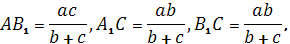 AB₁ = ac/(b + c), A₁C = ab/(b + c), B₁C = ab/(b + c).